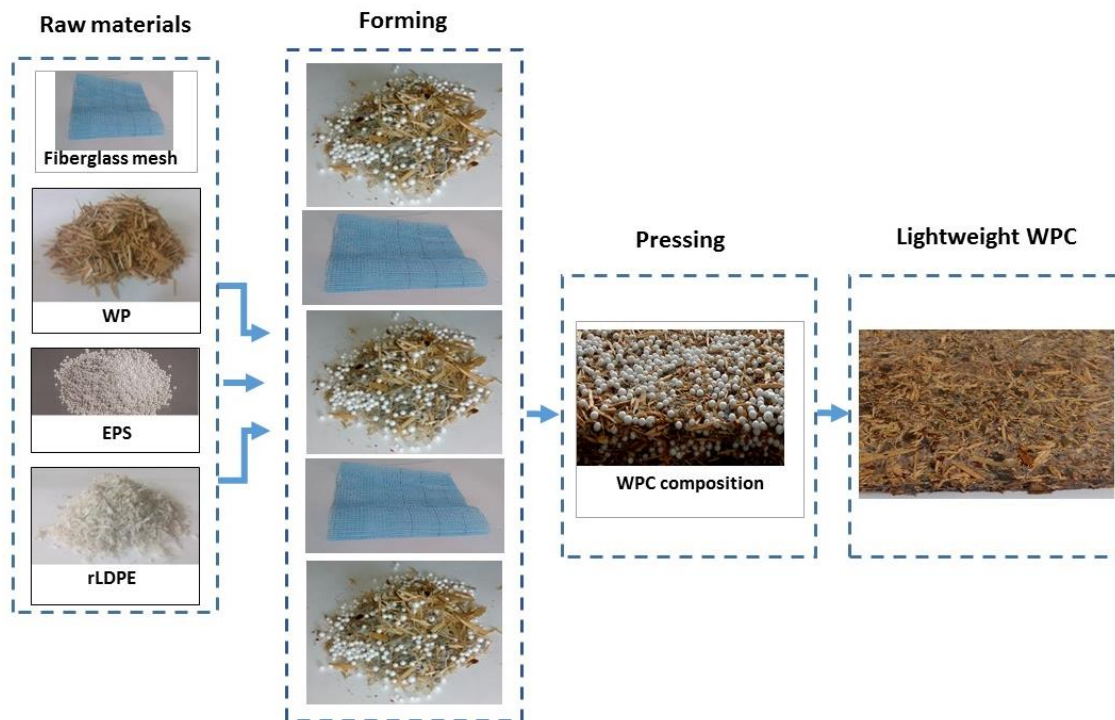 Raw materials
Fiberglass mesh
WP
EPS
rLDPE
Forming
Pressing
WPC composition
Lightweight WPC